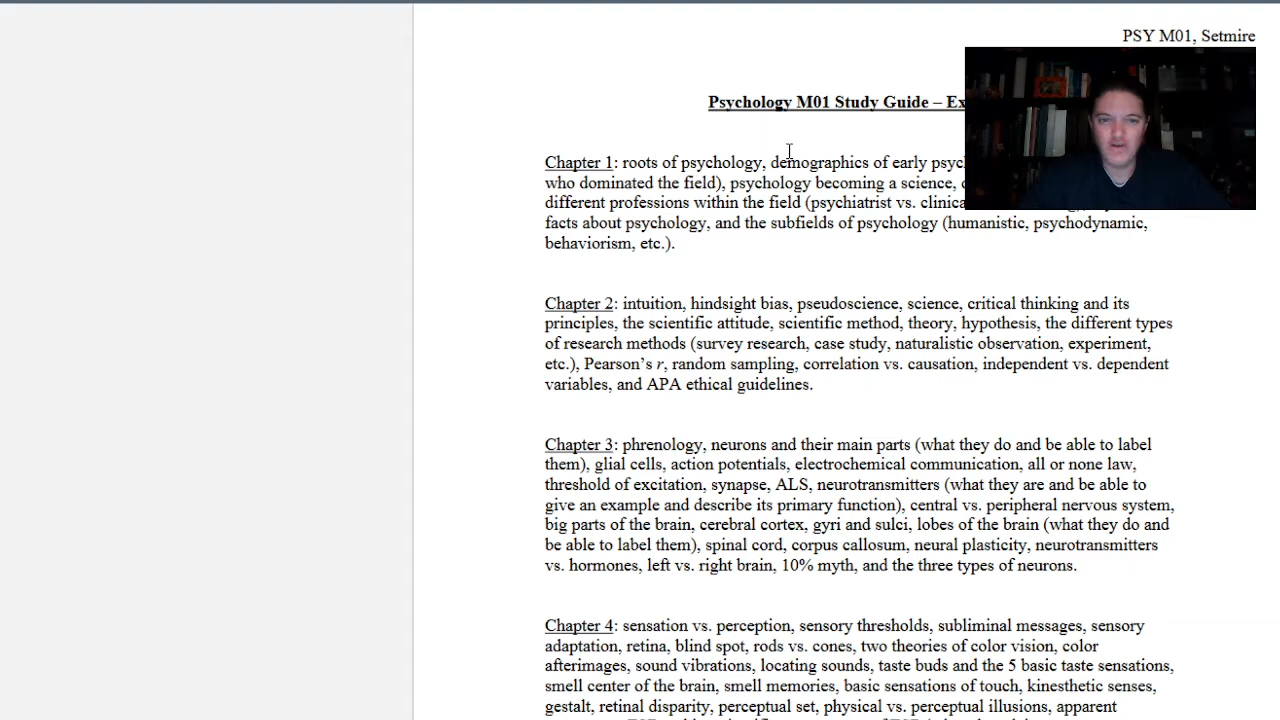 PSY M01, Setmire
Psychology M01 Study Guide –
Chapter 1: roots of psychology, demographics of early
who dominated the field), psychology becoming a science,
different professions within the field (psychiatrist vs.
facts about psychology, and the subfields of psychology (humanistic, psychodynamic,
behaviorism, etc.).
Chapter 2: intuition, hindsight bias, pseudoscience, science, critical thinking and its
principles, the scientific attitude, scientific method, theory, hypothesis, the different types
of research methods (survey research, case study, naturalistic observation, experiment,
etc.), Pearson’s r, random sampling, correlation vs. causation, independent vs. dependent
variables, and APA ethical guidelines.
Chapter 3: phrenology, neurons and their main parts (what they do and be able to label
them), glial cells, action potentials, electrochemical communication, all or none law,
threshold of excitation, synapse, ALS, neurotransmitters (what they are and be able to
give an example and describe its primary function), central vs. peripheral nervous system,
big parts of the brain, cerebral cortex, gyri and sulci, lobes of the brain (what they do and
be able to label them), spinal cord, corpus callosum, neural plasticity, neurotransmitters
vs. hormones, left vs. right brain, 10% myth, and the three types of neurons.
Chapter 4: sensation vs. perception, sensory thresholds, subliminal messages, sensory
adaptation, retina, blind spot, rods vs. cones, two theories of color vision, color
afterimages, sound vibrations, locating sounds, taste buds and the 5 basic taste sensations,
smell center of the brain, smell memories, basic sensations of touch, kinesthetic senses,
gestalt, retinal disparity, perceptual set, physical vs. perceptual illusions, apparent